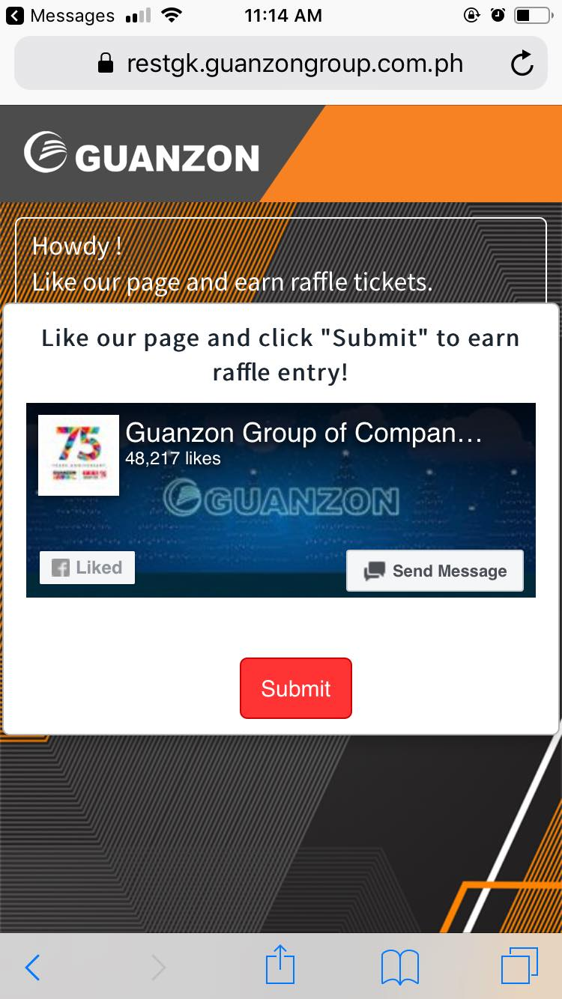 Messages
11:14 AM
restgk.guanzongroup.com.ph
GUANZON
Howdy !
Like our page and earn raffle tickets.
Like our page and click "Submit" to earn
raffle entry!
75
Guanzon Group of Compan...
48,217 likes
GUANZON
Liked
Send Message
Submit